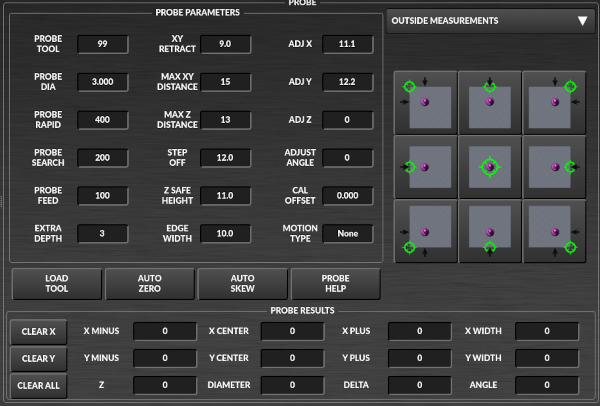 PROBE
PROBE PARAMETERS
OUTSIDE MEASUREMENTS
PROBE TOOL 99 XY RETRACT 9.0 ADJ X 11.1
PROBE DIA 3.000 MAX XY DISTANCE 15 ADJ Y 12.2
PROBE RAPID 400 MAX Z DISTANCE 13 ADJ Z 0
PROBE SEARCH 200 STEP OFF 12.0 ADJUST ANGLE 0
PROBE FEED 100 Z SAFE HEIGHT 11.0 CAL OFFSET 0.000
EXTRA DEPTH 3 EDGE WIDTH 10.0 MOTION TYPE None
LOAD TOOL AUTO ZERO AUTO SKEW PROBE HELP
PROBE RESULTS
CLEAR X X MINUS 0 X CENTER 0 X PLUS 0 X WIDTH 0
CLEAR Y Y MINUS 0 Y CENTER 0 Y PLUS 0 Y WIDTH 0
CLEAR ALL Z 0 DIAMETER 0 DELTA 0 ANGLE 0